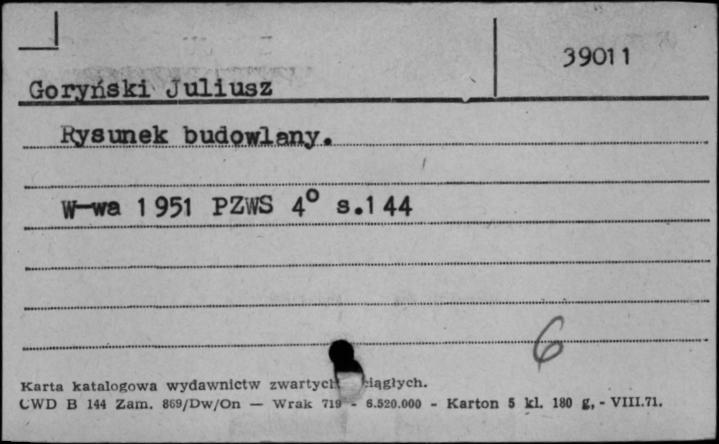 39011
Goryński Juliusz
Rysunek budowlany.
W-wa 1951 PZWS 4° s.144
6
Karta katalogowa wydawnictw zwartych ciągłych.
CWD B 144 Zam. 869/Dw/On — Wrak 719 - 6.520.000 - Karton 5 kl. 180 g, - VIII.71.